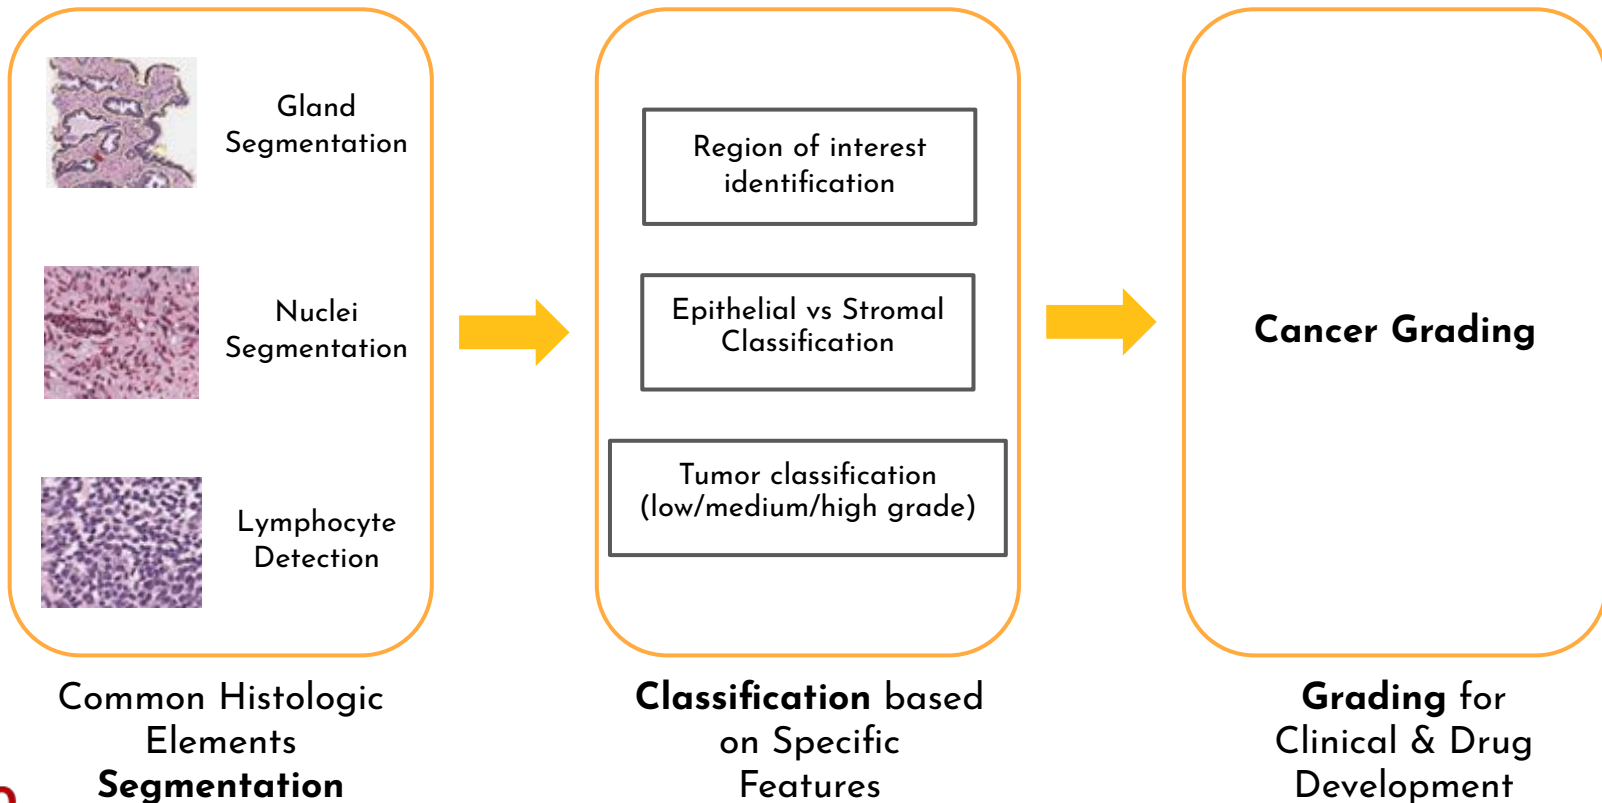 Gland
Segmentation
Nuclei
Segmentation
Lymphocyte
Detection
Common Histologic
Elements
Segmentation
Region of interest
identification
Epithelial vs Stromal
Classification
Tumor classification
(low/medium/high grade)
Classification based
on Specific
Features
Cancer Grading
Grading for
Clinical & Drug
Development